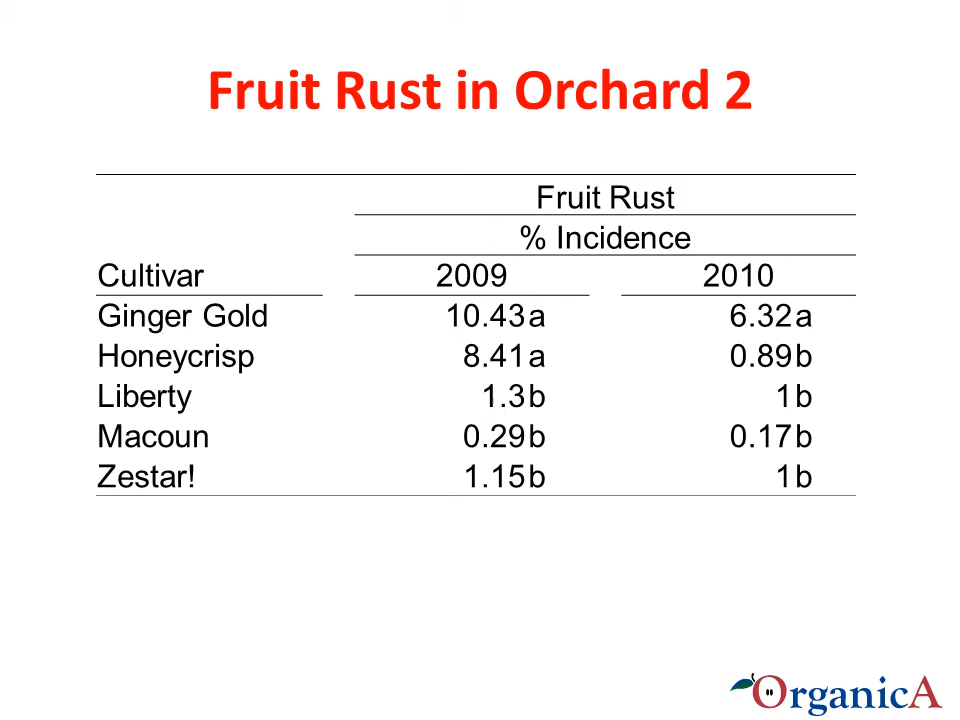 Fruit Rust in Orchard 2
Fruit Rust
% Incidence
Cultivar 2009 2010
Ginger Gold 10.43a 6.32a
Honeycrisp 8.41a 0.89b
Liberty 1.3b 1b
Macoun 0.29b 0.17b
Zestar! 1.15b 1b
OrganicA